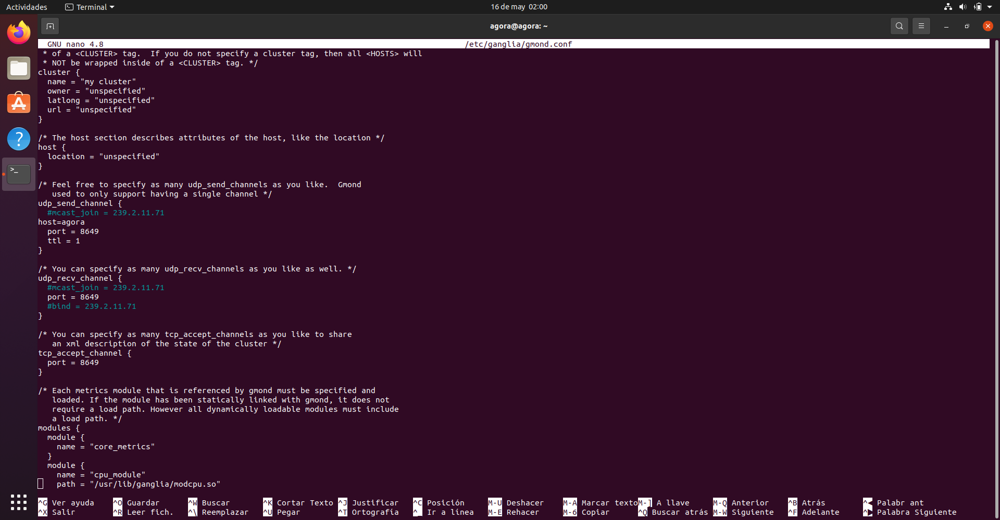 Actividades
Terminal
16 de may 02:00
agora@agora: ~
GNU nano 4.8 /etc/ganglia/gmond.conf
 * of a <CLUSTER> tag.  If you do not specify a cluster tag, then all <HOSTS> will
 * NOT be wrapped inside of a <CLUSTER> tag. */
cluster {
  name = "my cluster"
  owner = "unspecified"
  latlong = "unspecified"
  url = "unspecified"
}
/* The host section describes attributes of the host, like the location */
host {
  location = "unspecified"
}
/* Feel free to specify as many udp_send_channels as you like.  Gmond
   used to only support having a single channel */
udp_send_channel {
  #mcast_join = 239.2.11.71
host=agora
  port = 8649
  ttl = 1
}
/* You can specify as many udp_recv_channels as you like as well. */
udp_recv_channel {
  #mcast_join = 239.2.11.71
  port = 8649
  #bind = 239.2.11.71
}
/* You can specify as many tcp_accept_channels as you like to share
   an xml description of the state of the cluster */
tcp_accept_channel {
  port = 8649
}
/* Each metrics module that is referenced by gmond must be specified and
   loaded. If the module has been statically linked with gmond, it does not
   require a load path. However all dynamically loadable modules must include
   a load path. */
modules {
  module {
    name = "core_metrics"
  }
  module {
    name = "cpu_module"
    path = "/usr/lib/ganglia/modcpu.so"
^G Ver ayuda ^O Guardar ^W Buscar ^K Cortar Texto ^J Justificar ^C Posición M-U Deshacer M-A Marcar texto M-] A llave M-Q Anterior ^B Atrás ^◀ Palabr ant
^X Salir ^R Leer fich. ^\ Reemplazar ^U Pegar ^T Ortografía ^_ Ir a línea M-E Rehacer M-6 Copiar ^Q Buscar atrás M-W Siguiente ^F Adelante ^▶ Palabra Siguiente